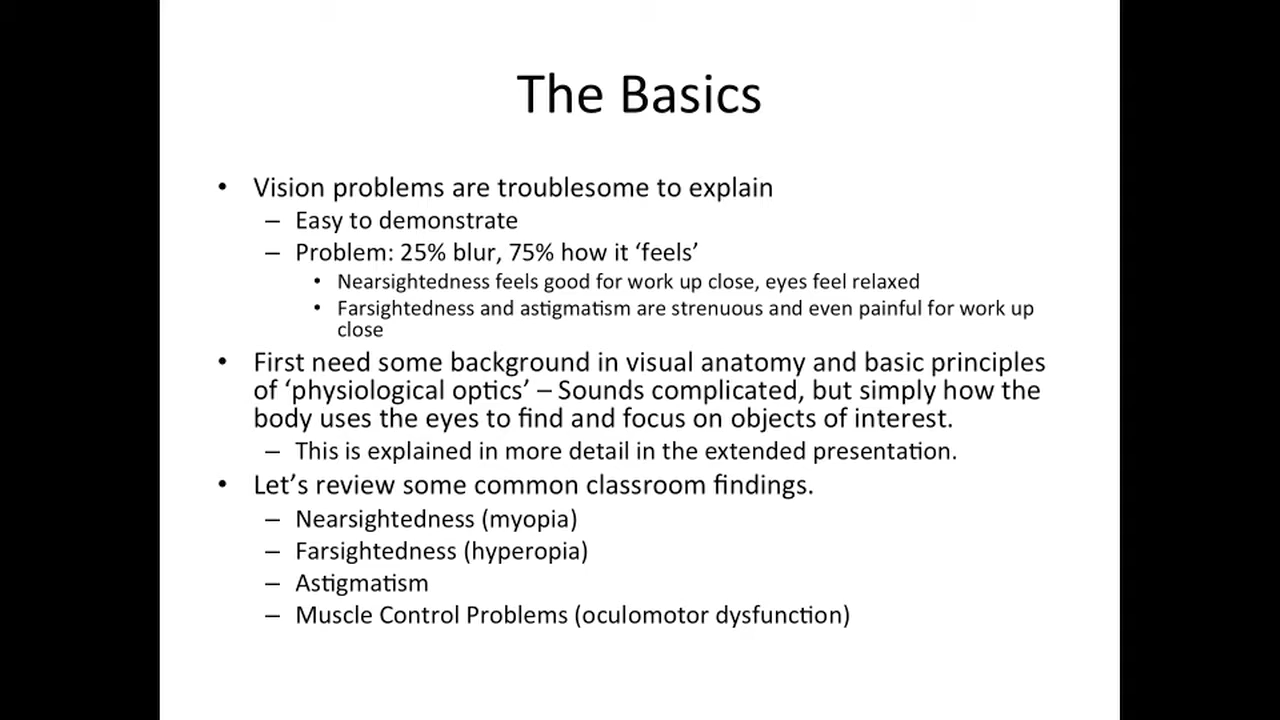 The Basics
• Vision problems are troublesome to explain
– Easy to demonstrate
– Problem: 25% blur, 75% how it ‘feels’
• Nearsightedness feels good for work up close, eyes feel relaxed
• Farsightedness and astigmatism are strenuous and even painful for work up
close
• First need some background in visual anatomy and basic principles
of ‘physiological optics’ – Sounds complicated, but simply how the
body uses the eyes to find and focus on objects of interest.
– This is explained in more detail in the extended presentation.
• Let’s review some common classroom findings.
– Nearsightedness (myopia)
– Farsightedness (hyperopia)
– Astigmatism
– Muscle Control Problems (oculomotor dysfunction)